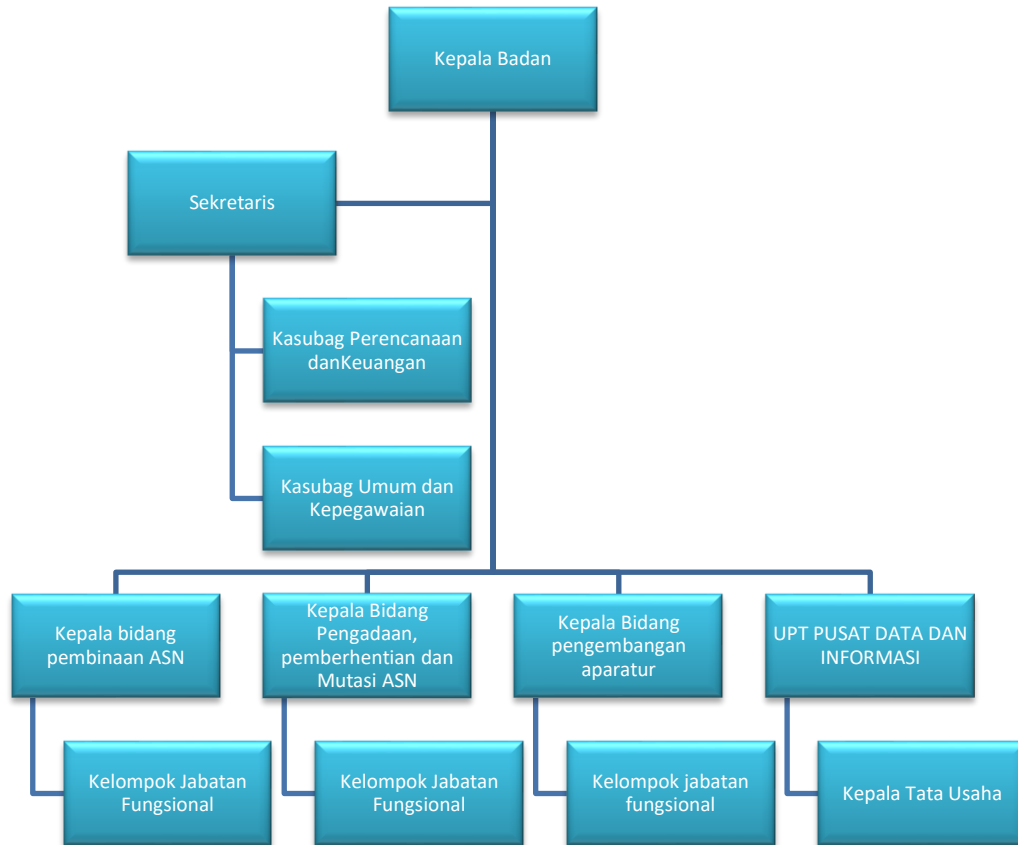 Kepala Badan
Sekretaris
Kasubag Perencanaan
danKeuangan
Kasubag Umum dan
Kepegawaian
Kepala bidang
pembinaan ASN
Kepala Bidang
Pengadaan,
pemberhentian dan
Mutasi ASN
Kepala Bidang
pengembangan
aparatur
UPT PUSAT DATA DAN
INFORMASI
Kelompok Jabatan
Fungsional
Kelompok Jabatan
Fungsional
Kelompok jabatan
fungsional
Kepala Tata Usaha